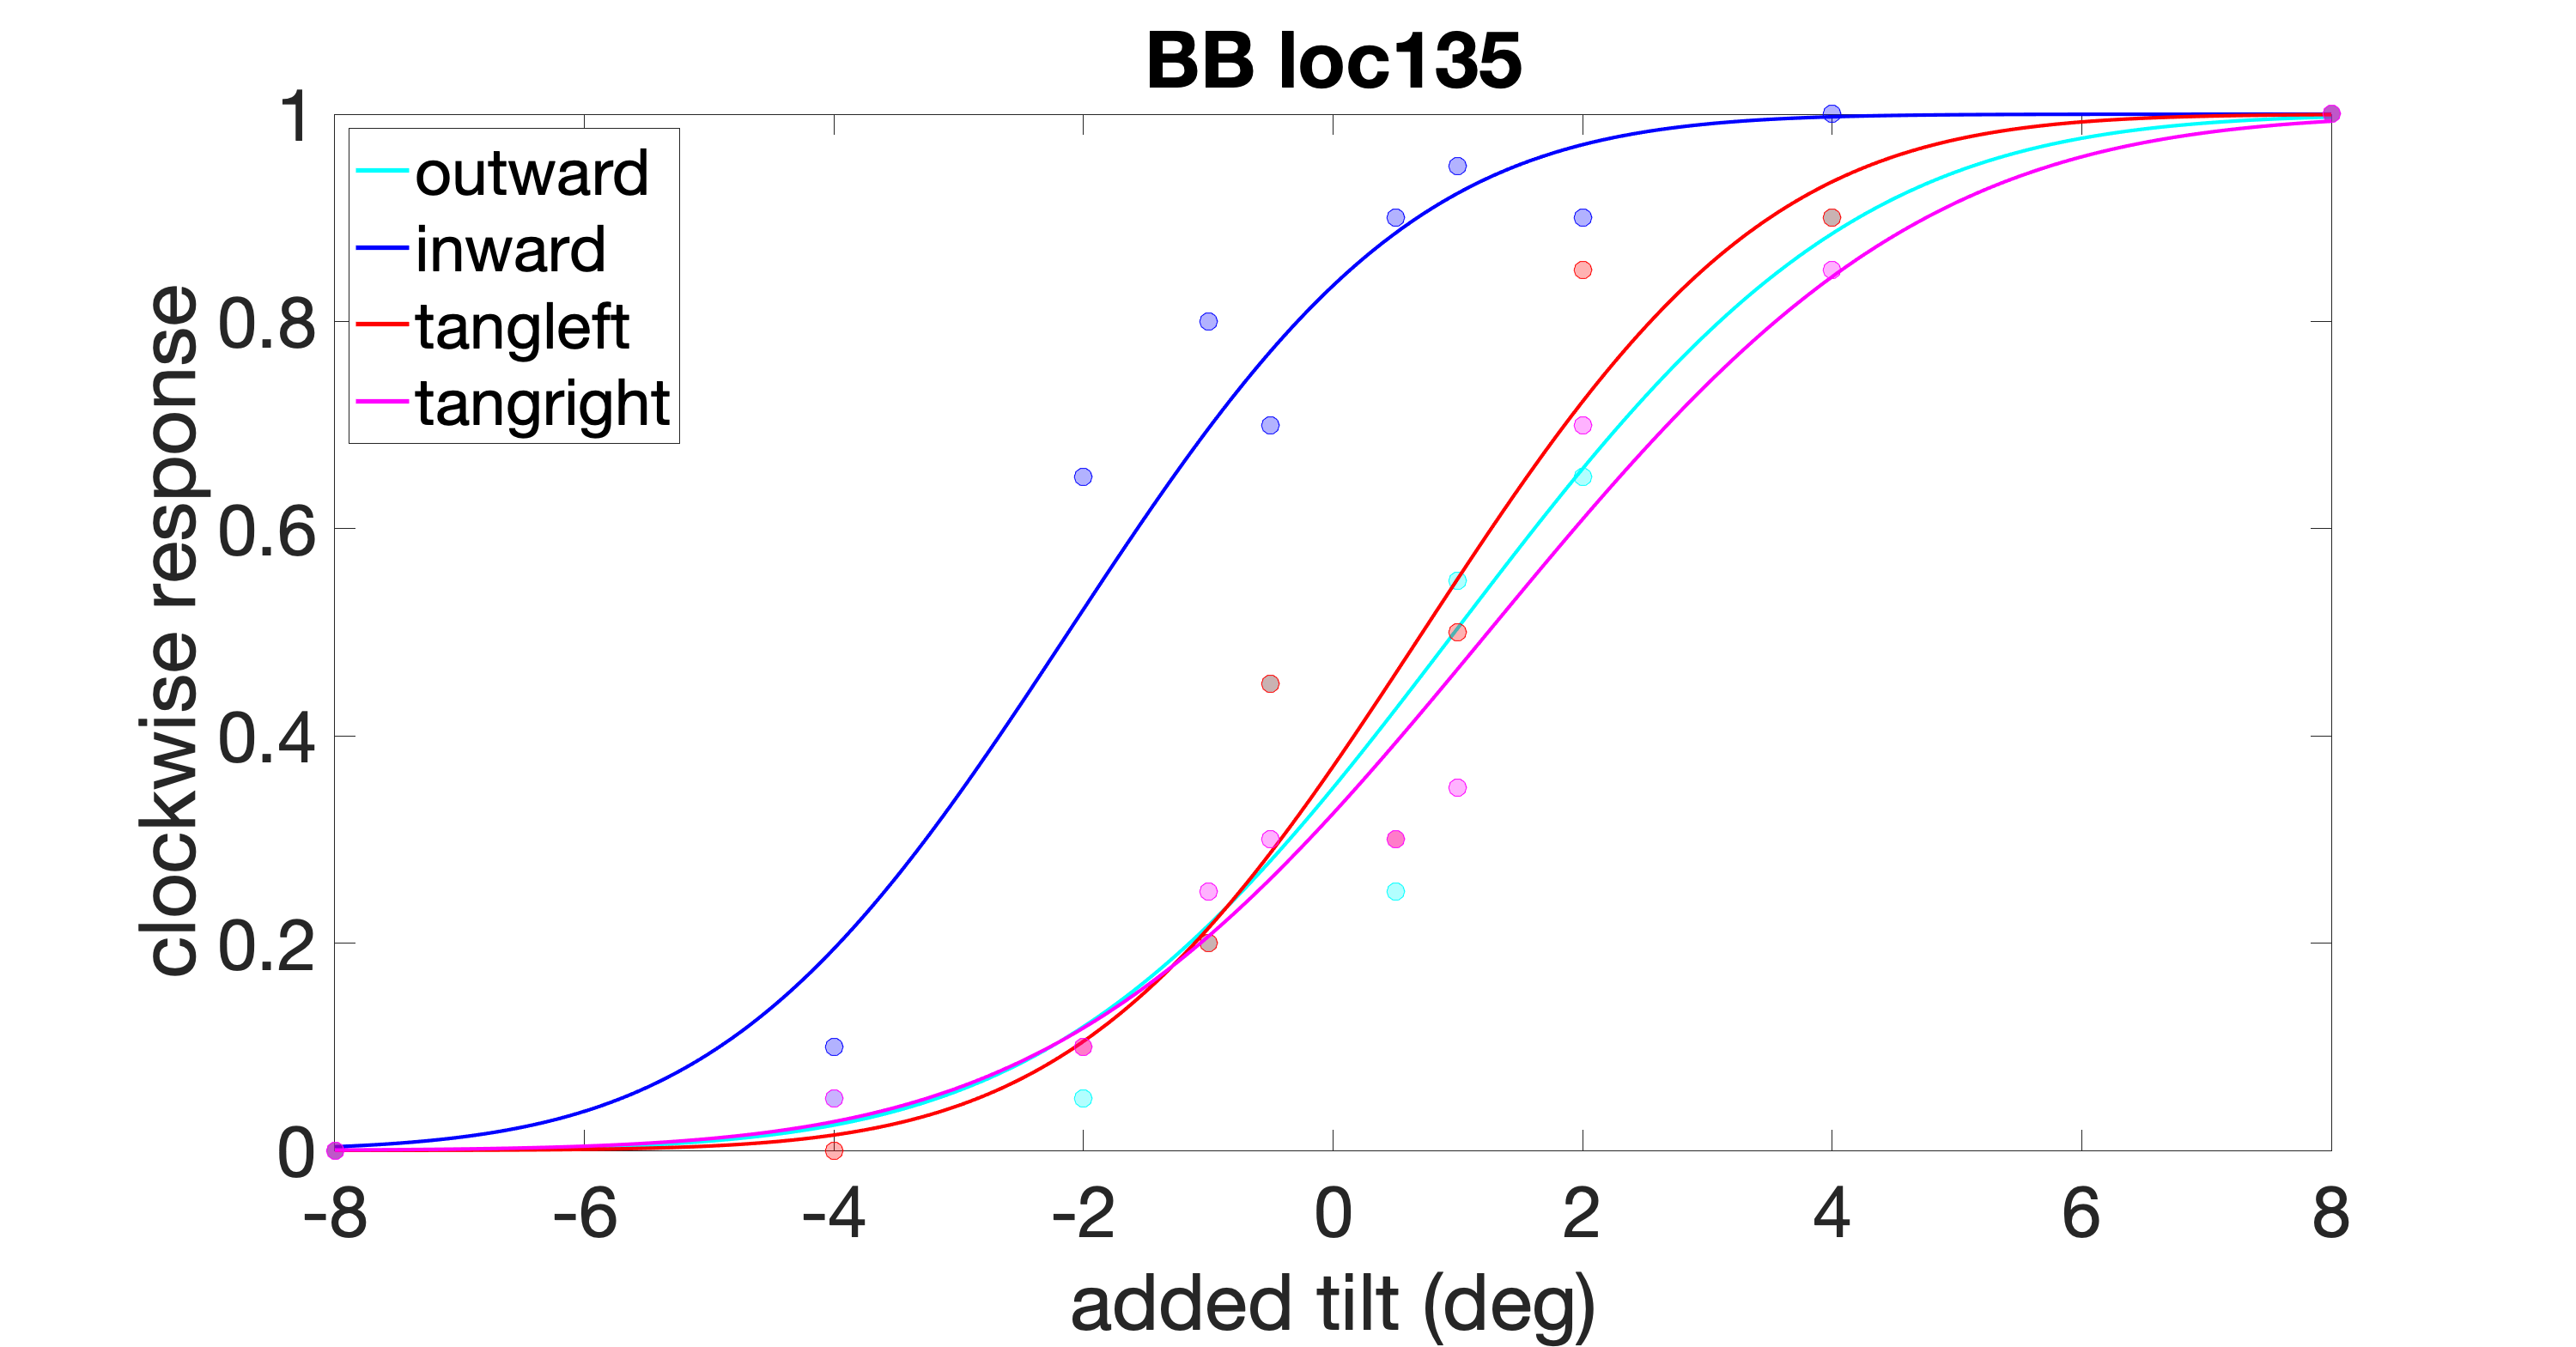 BB loc135
1
0.8
0.6
0.4
0.2
0
clockwise response
outward
inward
tangleft
tangright
-8 -6 -4 -2 0 2 4 6 8
added tilt (deg)